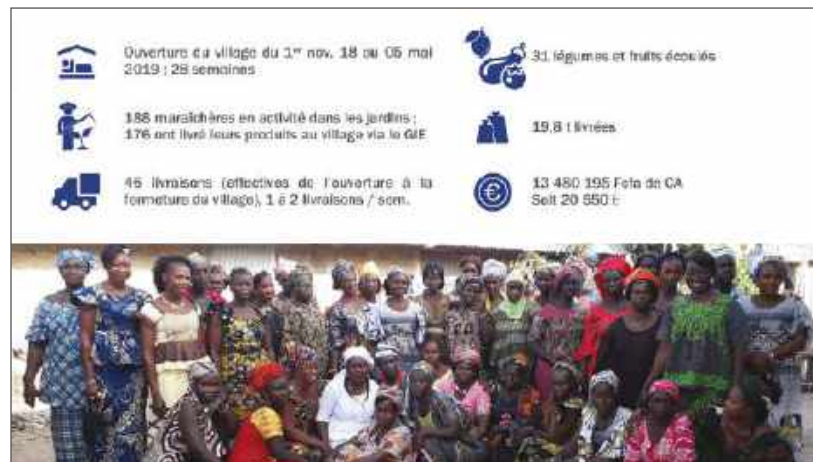 Ouverture du village du 1er nov. 18 au 05 mai
2019 ; 28 semaines
188 maraîchères en activité dans les jardins ;
176 ont livré leurs produits au village via le GIE
45 livraisons (effectives de l'ouverture à la
fermeture du village), 1 à 2 livraisons / sem.
31 légumes et fruits écoulés
19,8 t livrées
13 480 195 Fcfa de CA
Soit 20 550 €